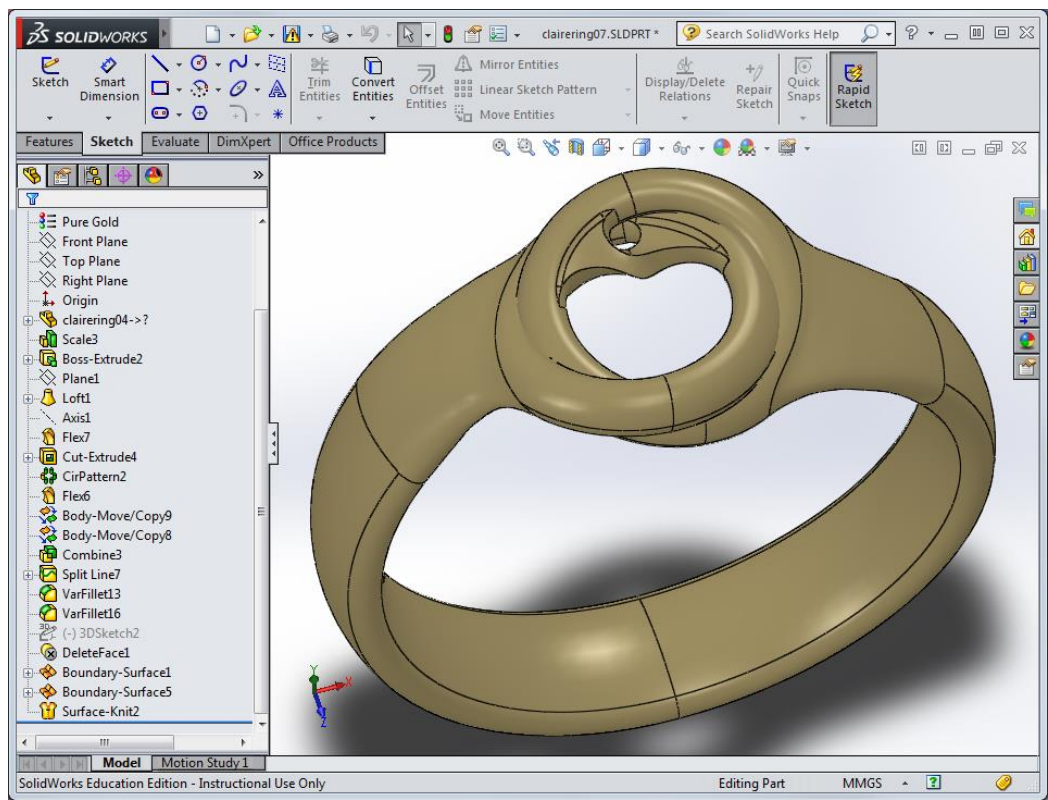 SOLIDWORKS
clairering07.SLDPRT *
Search SolidWorks Help
Sketch
Smart Dimension
Trim Entities
Convert Entities
Offset Entities
Mirror Entities
Linear Sketch Pattern
Move Entities
Display/Delete Relations
Repair Sketch
Quick Snaps
Rapid Sketch
Features Sketch Evaluate DimXpert Office Products
Pure Gold
Front Plane
Top Plane
Right Plane
Origin
clairering04->?
Scale3
Boss-Extrude2
Plane1
Loft1
Axis1
Flex7
Cut-Extrude4
CirPattern2
Flex6
Body-Move/Copy9
Body-Move/Copy8
Combine3
Split Line7
VarFillet13
VarFillet16
(-) 3DSketch2
DeleteFace1
Boundary-Surface1
Boundary-Surface5
Surface-Knit2
Y
X
Z
Model Motion Study 1
SolidWorks Education Edition - Instructional Use Only Editing Part MMGS